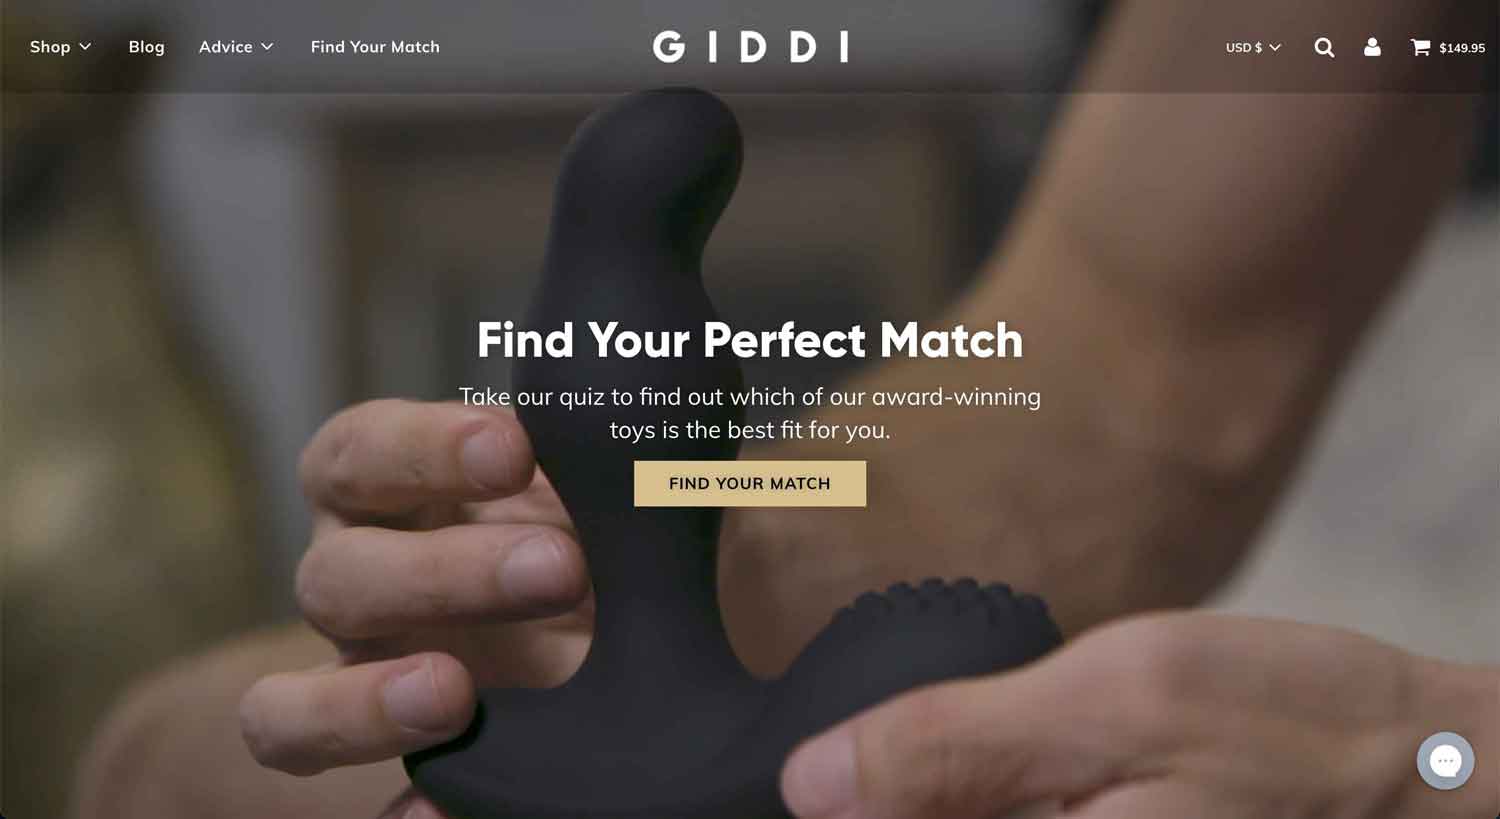 Shop
Blog
Advice
Find Your Match
GIDDI
USD $
$149.95
Find Your Perfect Match
Take our quiz to find out which of our award-winning
toys is the best fit for you.
FIND YOUR MATCH